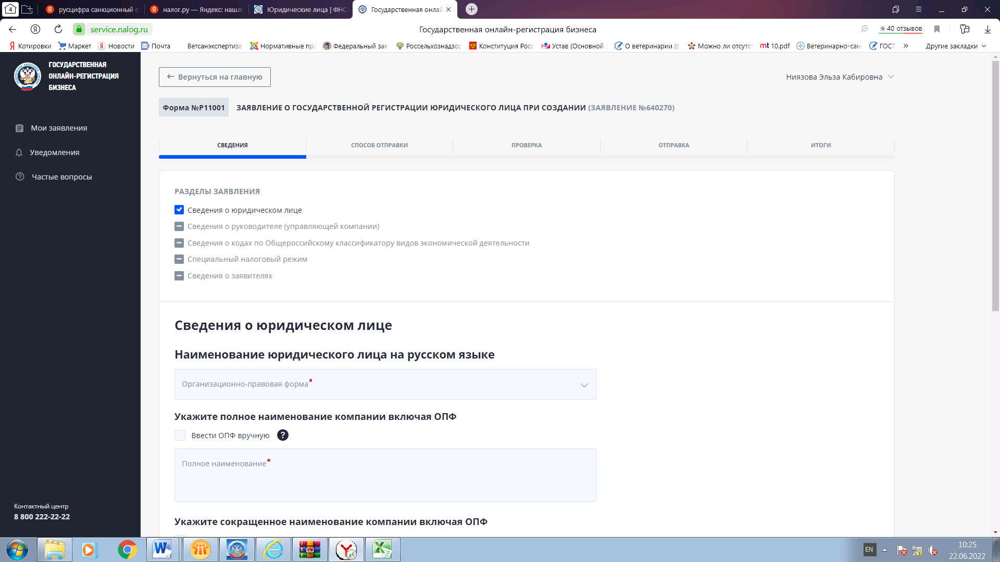 4
русцифра санкционный
налог.ру — Яндекс: нашл
Юридические лица | ФНС
Государственная онлай
service.nalog.ru
Государственная онлайн-регистрация бизнеса
40 отзывов
Котировки
Маркет
Новости
Почта
Ветсанэкспертиза
Нормативные пра
Федеральный зак
Россельхознадзор
Конституция Росс
Устав (Основной з
О ветеринарии (с
Можно ли отсутст
10.pdf
Ветеринарно-сан
ГОСТ
»
Другие закладки
ГОСУДАРСТВЕННАЯ
ОНЛАЙН-РЕГИСТРАЦИЯ
БИЗНЕСА
Мои заявления
Уведомления
Частые вопросы
Контактный центр
8 800 222-22-22
← Вернуться на главную
Ниязова Эльза Кабировна
Форма №Р11001
ЗАЯВЛЕНИЕ О ГОСУДАРСТВЕННОЙ РЕГИСТРАЦИИ ЮРИДИЧЕСКОГО ЛИЦА ПРИ СОЗДАНИИ (ЗАЯВЛЕНИЕ №640270)
СВЕДЕНИЯ
СПОСОБ ОТПРАВКИ
ПРОВЕРКА
ОТПРАВКА
ИТОГИ
РАЗДЕЛЫ ЗАЯВЛЕНИЯ
Сведения о юридическом лице
Сведения о руководителе (управляющей компании)
Сведения о кодах по Общероссийскому классификатору видов экономической деятельности
Специальный налоговый режим
Сведения о заявителях
Сведения о юридическом лице
Наименование юридического лица на русском языке
Организационно-правовая форма
Укажите полное наименование компании включая ОПФ
Ввести ОПФ вручную
?
Полное наименование
Укажите сокращенное наименование компании включая ОПФ
EN
10:25
22.06.2022